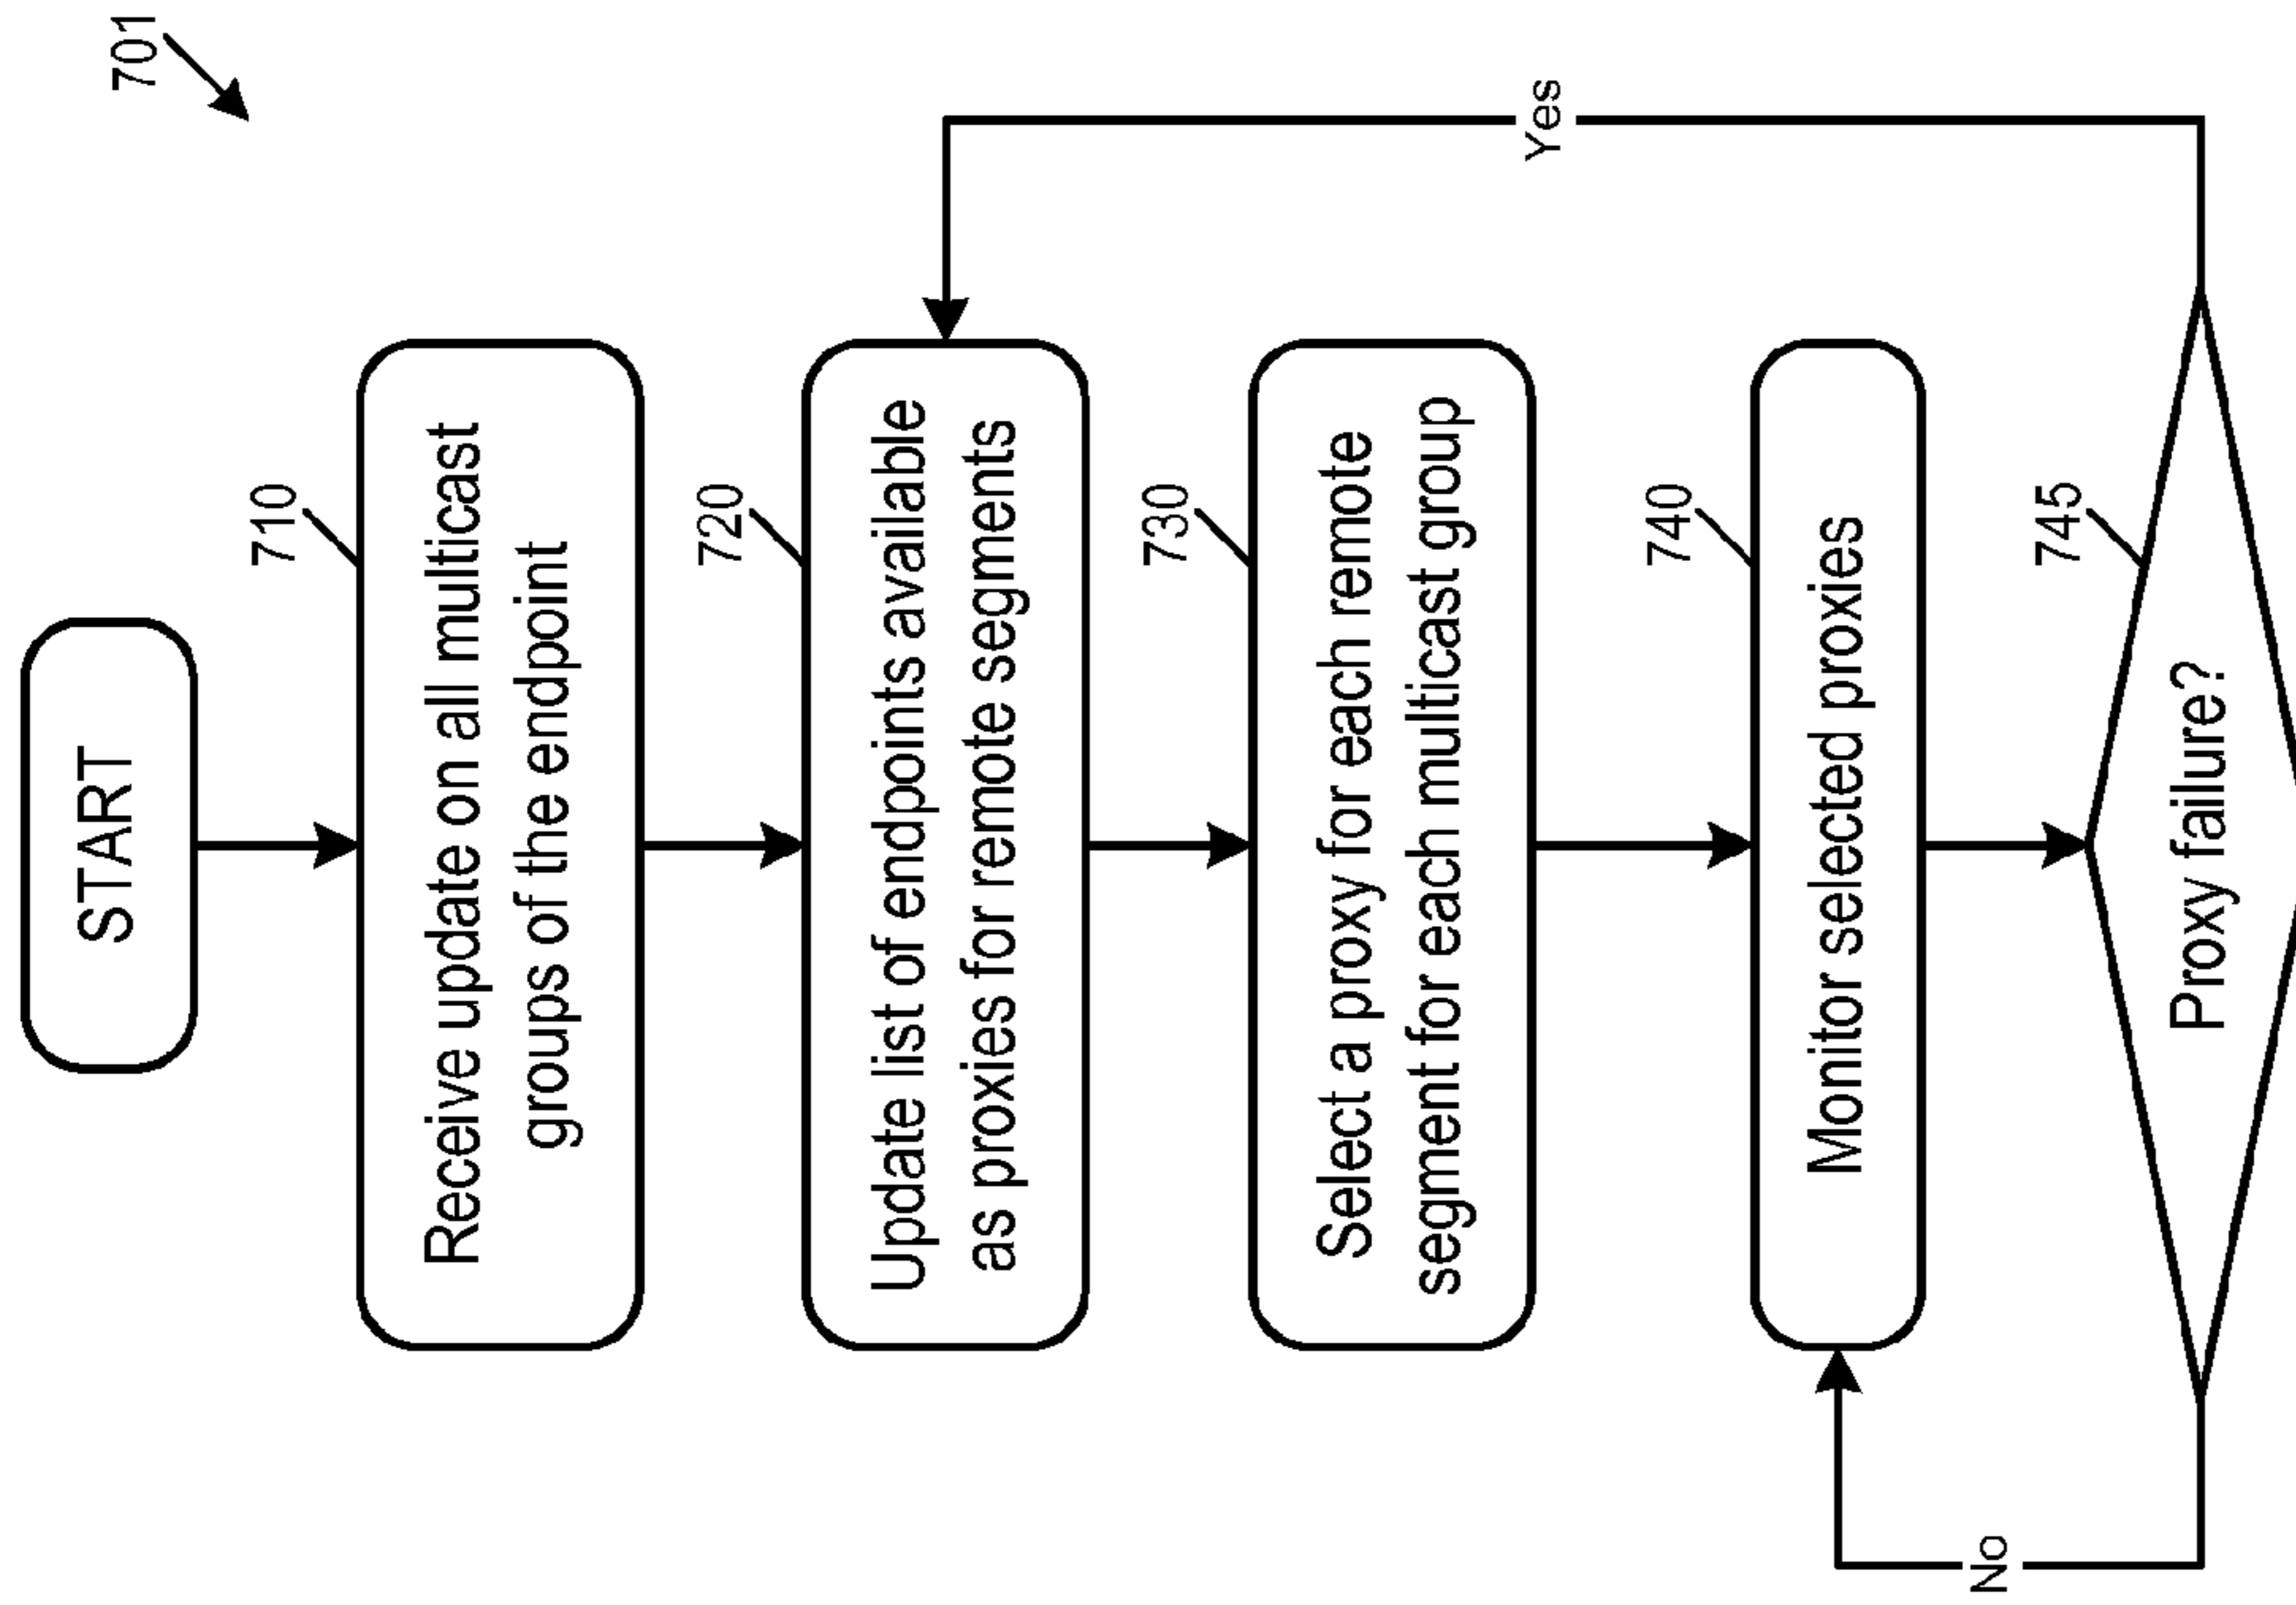 701
START
710
Receive update on all multicast
groups of the endpoint
720
Update list of endpoints available
as proxies for remote segments
730
Select a proxy for each remote
segment for each multicast group
740
Monitor selected proxies
745
Proxy failure?
Yes
No